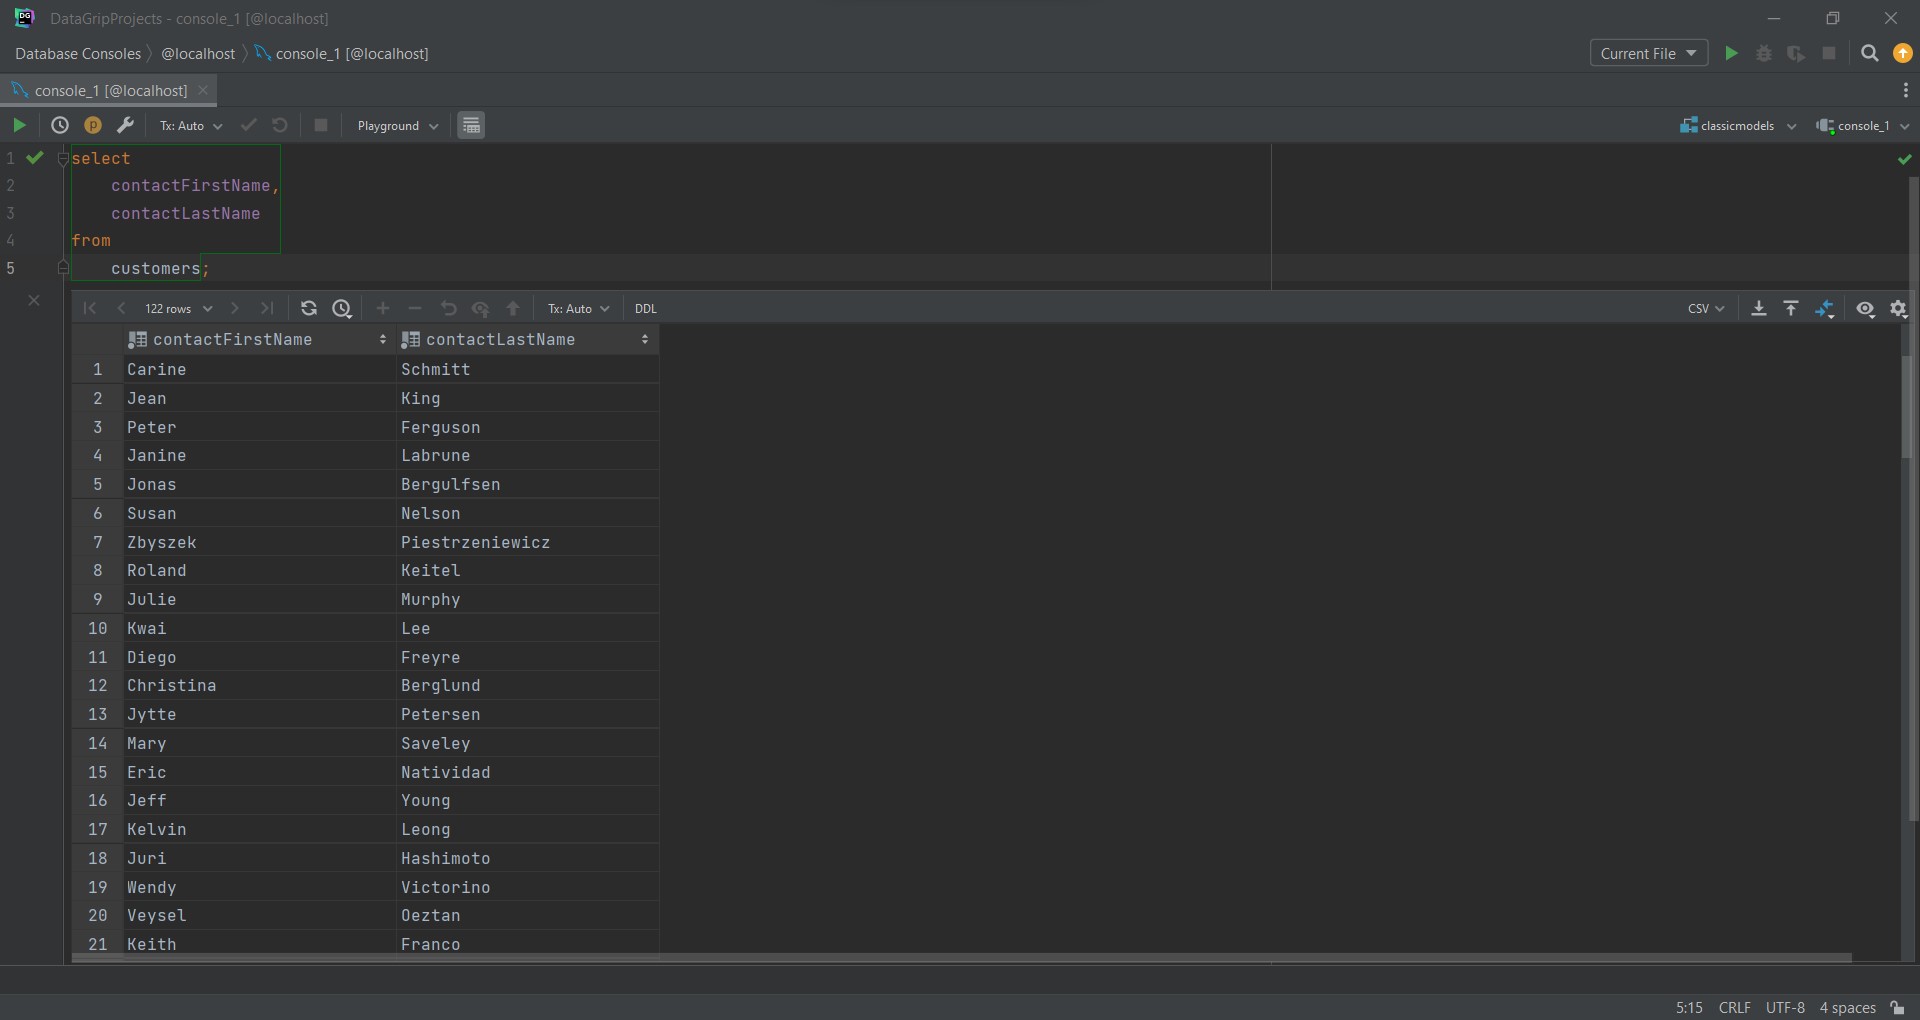 DG DataGripProjects - console_1 [@localhost]
Database Consoles @localhost console_1 [@localhost] Current File
console_1 [@localhost]
p Tx: Auto Playground classicmodels console_1
1 select
2 contactFirstName,
3 contactLastName
4 from
5 customers;
122 rows Tx: Auto DDL CSV
contactFirstName contactLastName
1 Carine Schmitt
2 Jean King
3 Peter Ferguson
4 Janine Labrune
5 Jonas Bergulfsen
6 Susan Nelson
7 Zbyszek Piestrzeniewicz
8 Roland Keitel
9 Julie Murphy
10 Kwai Lee
11 Diego Freyre
12 Christina Berglund
13 Jytte Petersen
14 Mary Saveley
15 Eric Natividad
16 Jeff Young
17 Kelvin Leong
18 Juri Hashimoto
19 Wendy Victorino
20 Veysel Oeztan
21 Keith Franco
5:15 CRLF UTF-8 4 spaces